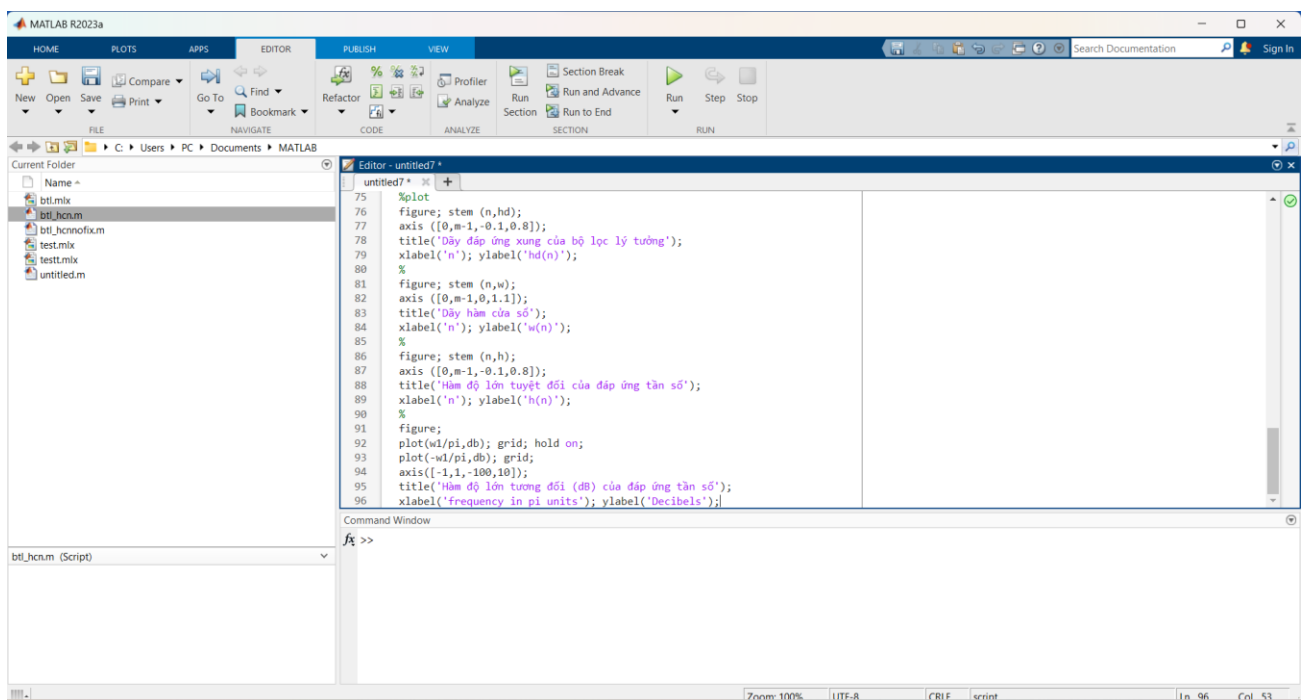 MATLAB R2023a
HOME PLOTS APPS EDITOR PUBLISH VIEW Search Documentation Sign In
New Open Save Compare Print Go To Find Bookmark Refactor Profiler Analyze Run Section Section Break Run and Advance Run to End Run Step Stop
FILE NAVIGATE CODE ANALYZE SECTION RUN
C: Users PC Documents MATLAB
Current Folder
Name
btl.mlx
btl_hcn.m
btl_hcnnofix.m
test.mlx
testt.mlx
untitled.m
btl_hcn.m (Script)
Editor - untitled7 *
untitled7 *
75 %plot
76 figure; stem (n,hd);
77 axis ([0,m-1,-0.1,0.8]);
78 title('Dãy đáp ứng xung của bộ lọc lý tưởng');
79 xlabel('n'); ylabel('hd(n)');
80 %
81 figure; stem (n,w);
82 axis ([0,m-1,0,1.1]);
83 title('Dãy hàm cửa số');
84 xlabel('n'); ylabel('w(n)');
85 %
86 figure; stem (n,h);
87 axis ([0,m-1,-0.1,0.8]);
88 title('Hàm độ lớn tuyệt đối của đáp ứng tần số');
89 xlabel('n'); ylabel('h(n)');
90 %
91 figure;
92 plot(w1/pi,db); grid; hold on;
93 plot(-w1/pi,db); grid;
94 axis([-1,1,-100,10]);
95 title('Hàm độ lớn tương đối (dB) của đáp ứng tần số');
96 xlabel('frequency in pi units'); ylabel('Decibels');
Command Window
fx >>
Zoom: 100% UTF-8 CRLF script Ln 96 Col 53